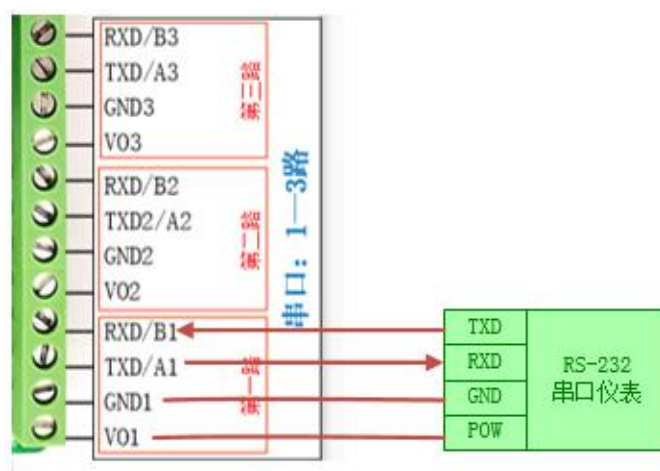 RXD/B3
TXD/A3
GND3
VO3
第三路
RXD/B2
TXD2/A2
GND2
VO2
第二路
RXD/B1
TXD/A1
GND1
VO1
第一路
串口：1—3路
TXD
RXD
GND
POW
RS-232
串口仪表